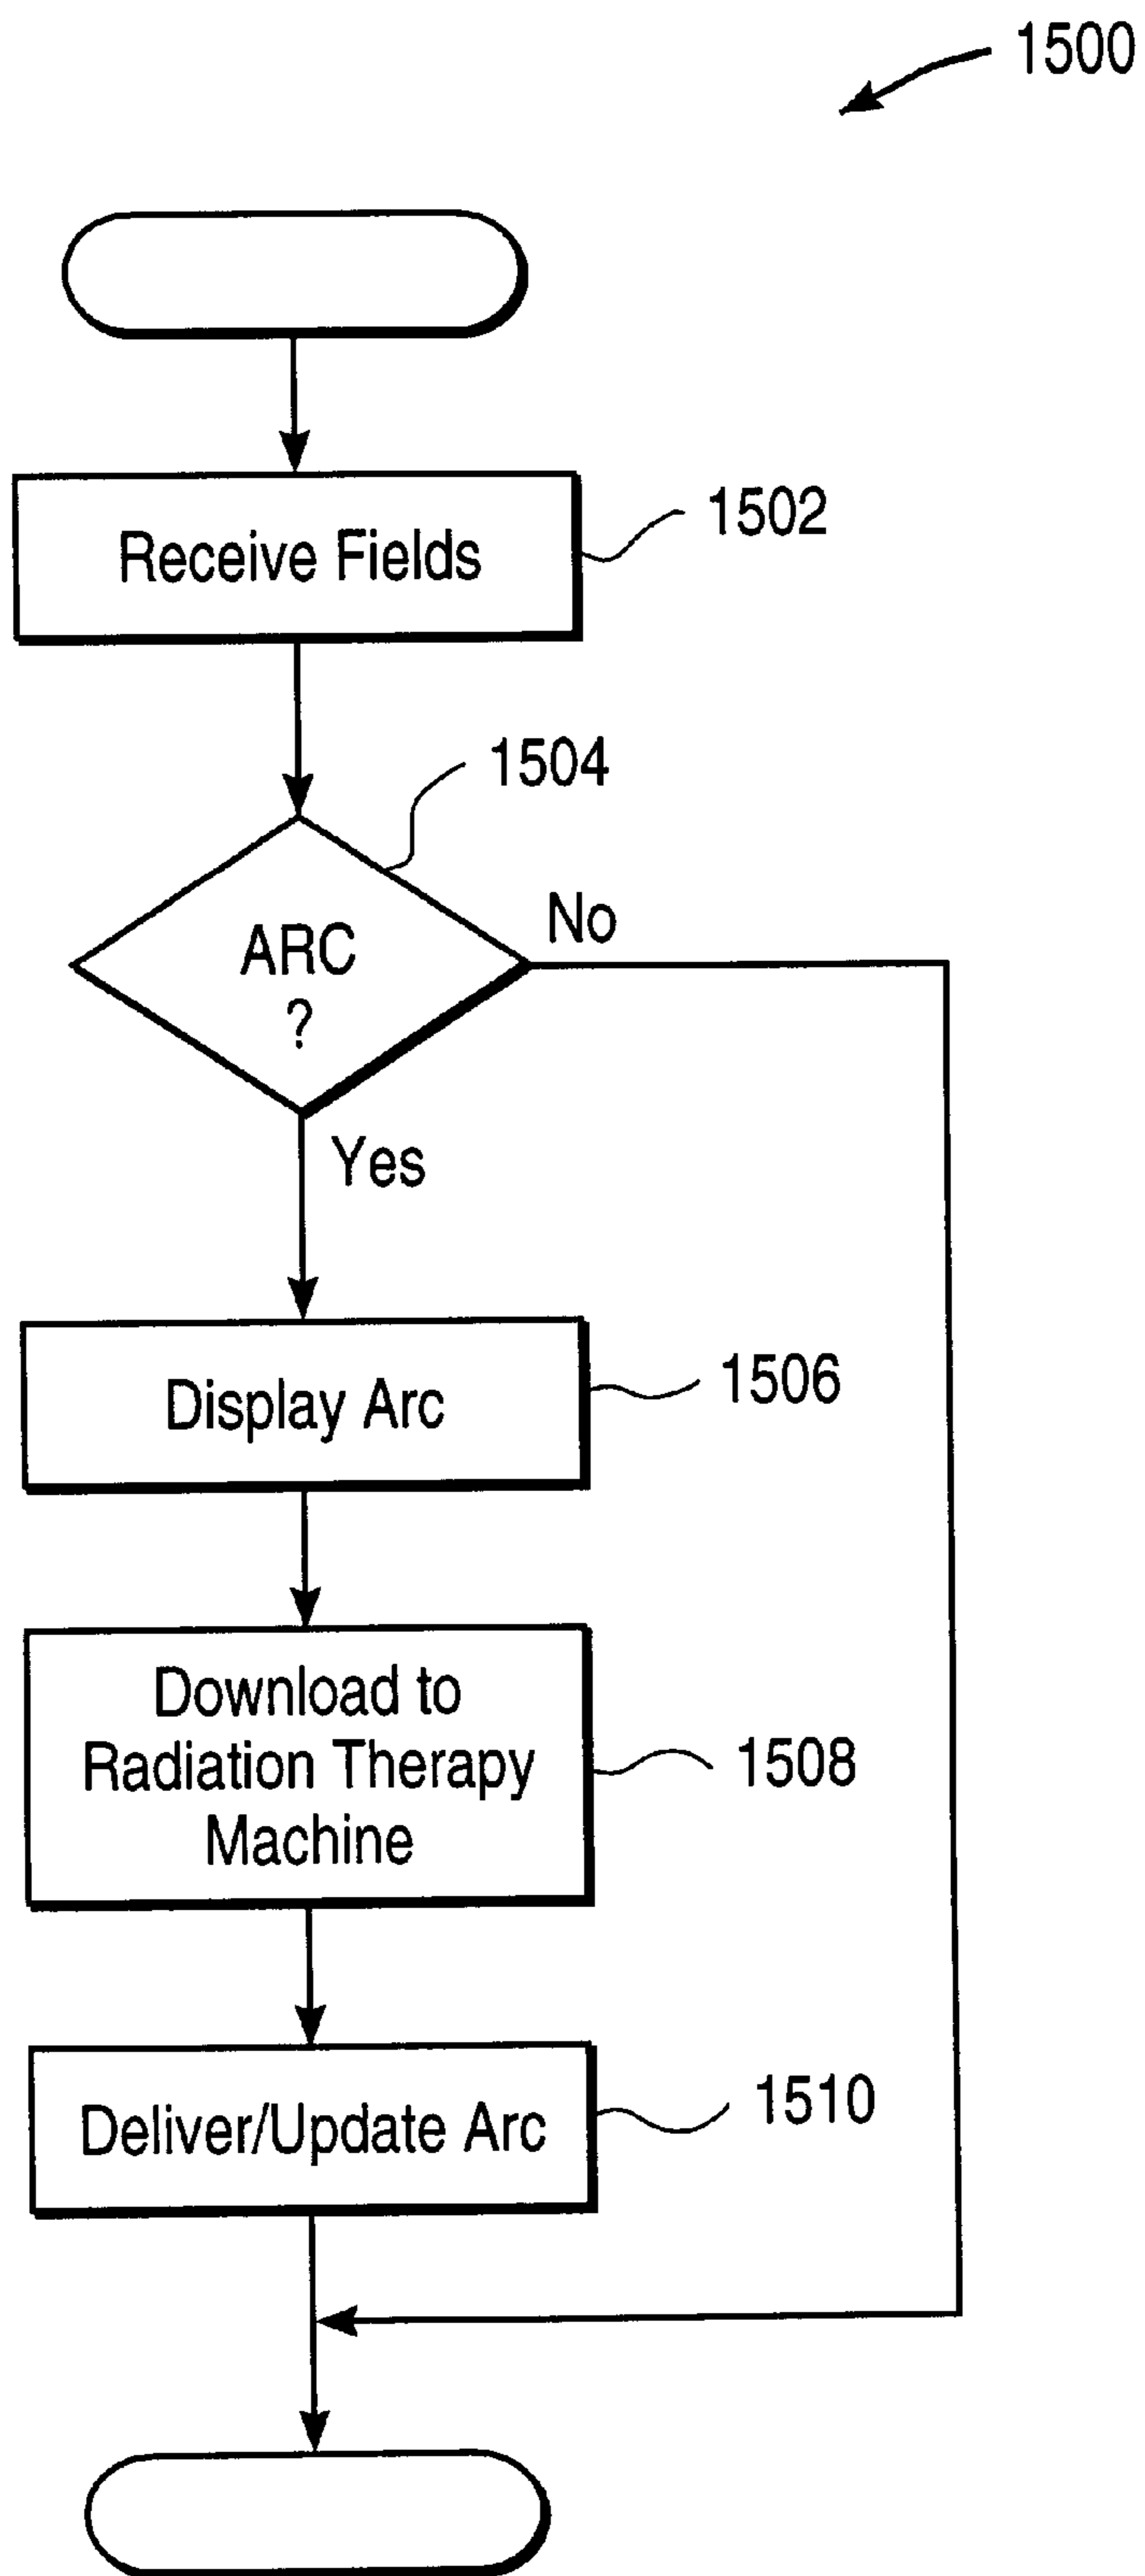 1500
Receive Fields
1502
1504
ARC
?
No
Yes
Display Arc
1506
Download to
Radiation Therapy
Machine
1508
Deliver/Update Arc
1510